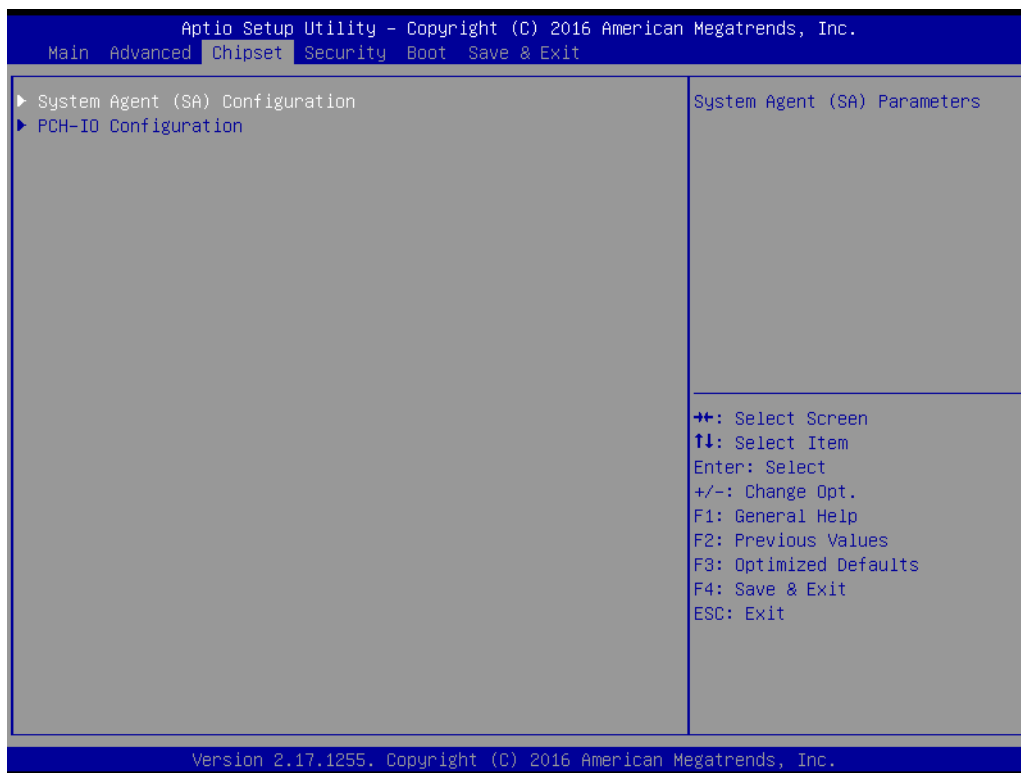 Aptio Setup Utility – Copyright (C) 2016 American Megatrends, Inc.
Main Advanced Chipset Security Boot Save & Exit
▶ System Agent (SA) Configuration
▶ PCH-IO Configuration
System Agent (SA) Parameters
→←: Select Screen
↑↓: Select Item
Enter: Select
+/-: Change Opt.
F1: General Help
F2: Previous Values
F3: Optimized Defaults
F4: Save & Exit
ESC: Exit
Version 2.17.1255. Copyright (C) 2016 American Megatrends, Inc.